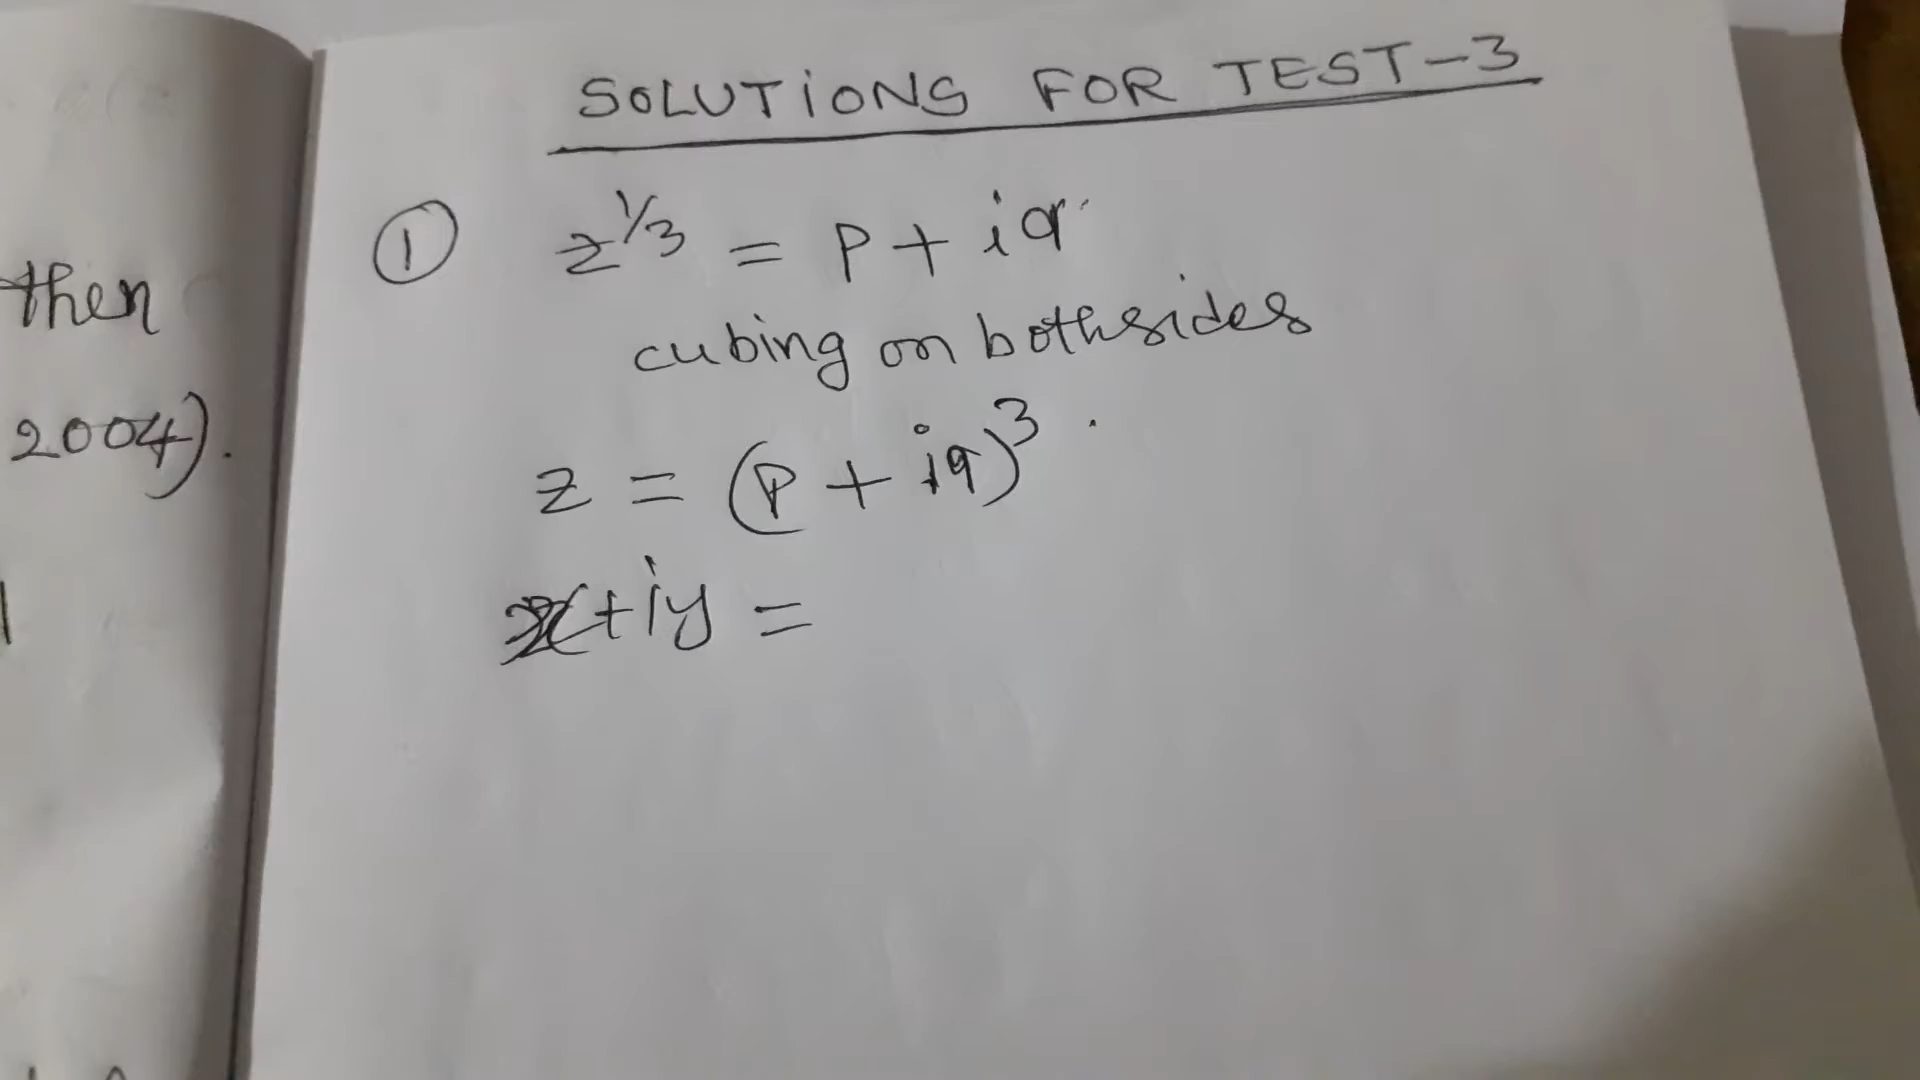 then
2004).
SOLUTIONS FOR TEST-3
① z^1/3 = P + iq
cubing on bothsides
z = (P + iq)^3 .
x+iy =